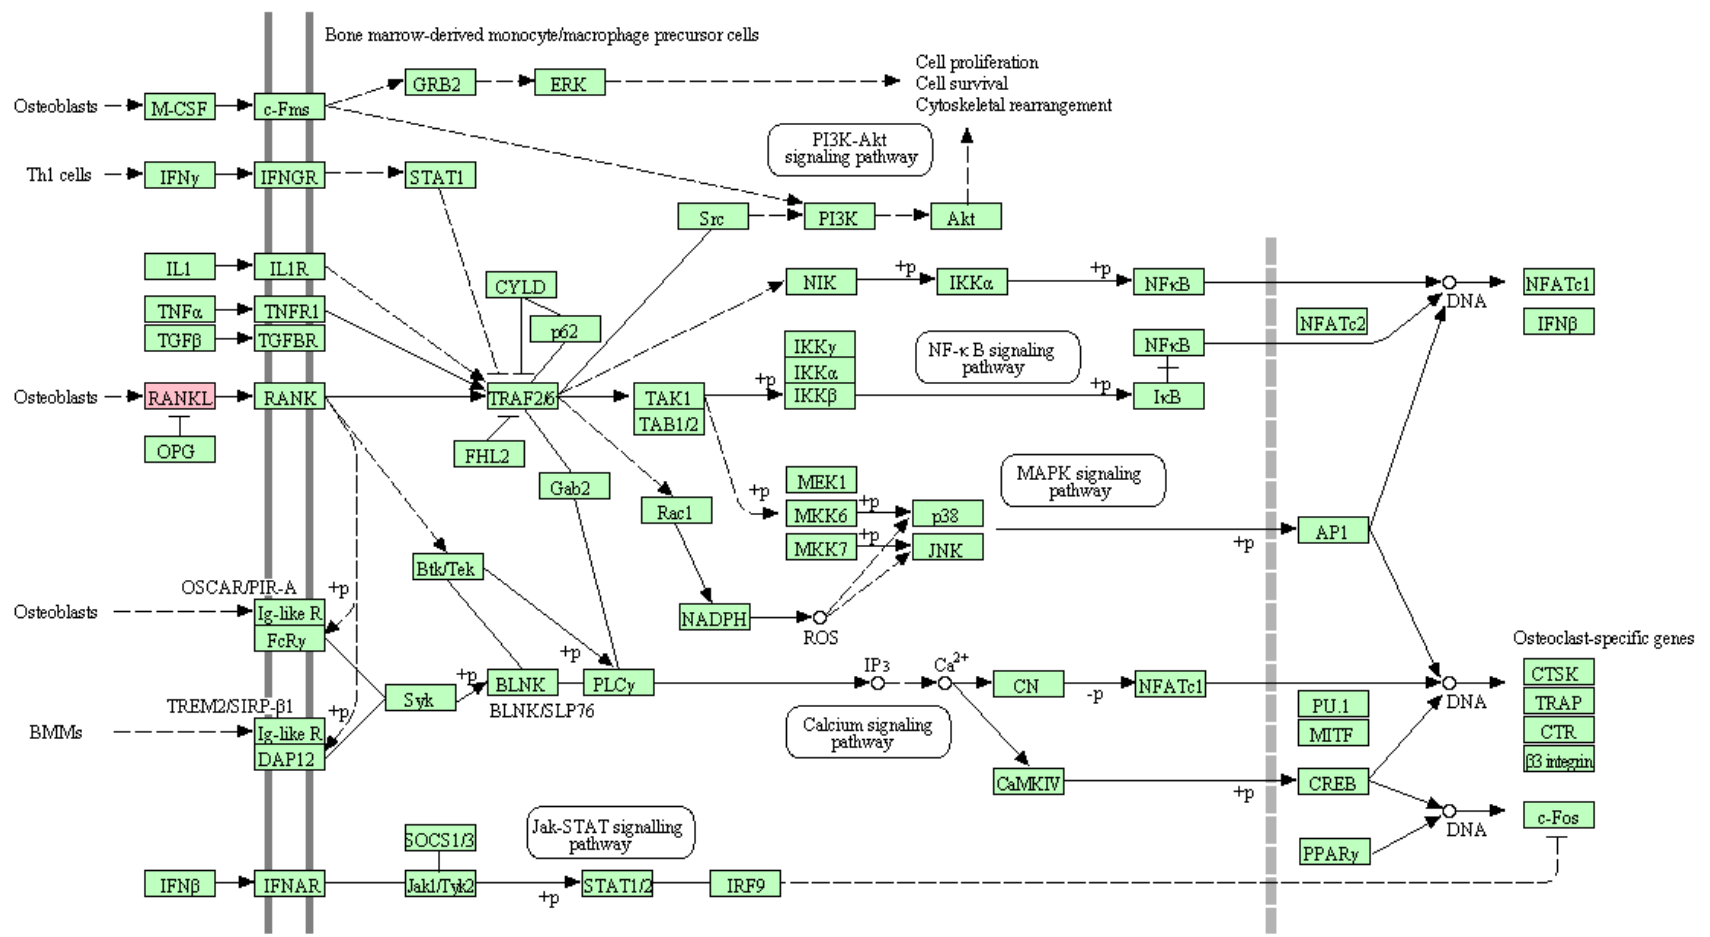 Bone marrow-derived monocyte/macrophage precursor cells
Osteoblasts
M-CSF
c-Fms
GRB2
ERK
Cell proliferation
Cell survival
Cytoskeletal rearrangement
PI3K-Akt
signaling pathway
Th1 cells
IFNγ
IFNGR
STAT1
Src
PI3K
Akt
IL1
IL1R
CYLD
NIK
+p
IKKα
+p
NFκB
DNA
NFATc1
TNFα
TNFR1
p62
NFATc2
IFNβ
TGFβ
TGFBR
IKKγ
IKKα
IKKβ
NF-κ B signaling
pathway
NFκB
Osteoblasts
RANKL
RANK
TRAF2/6
TAK1
TAB1/2
+p
+p
IκB
OPG
FHL2
Gab2
Rac1
+p
MEK1
MKK6
MKK7
+p
+p
p38
JNK
MAPK signaling
pathway
+p
AP1
Btk/Tek
OSCAR/PIR-A
+p
Osteoblasts
Ig-like R
FcRγ
NADPH
ROS
Osteoclast-specific genes
+p
+p
Syk
BLNK
PLCγ
BLNK/SLP76
IP3
Ca2+
CN
-p
NFATc1
DNA
CTSK
TRAP
CTR
β3 integrin
PU.1
MITF
TREM2/SIRP-β1
+p
BMMs
Ig-like R
DAP12
Calcium signaling
pathway
CaMKIV
+p
CREB
DNA
c-Fos
PPARγ
SOCS1/3
Jak-STAT signalling
pathway
IFNβ
IFNAR
Jak1/Tyk2
+p
STAT1/2
IRF9